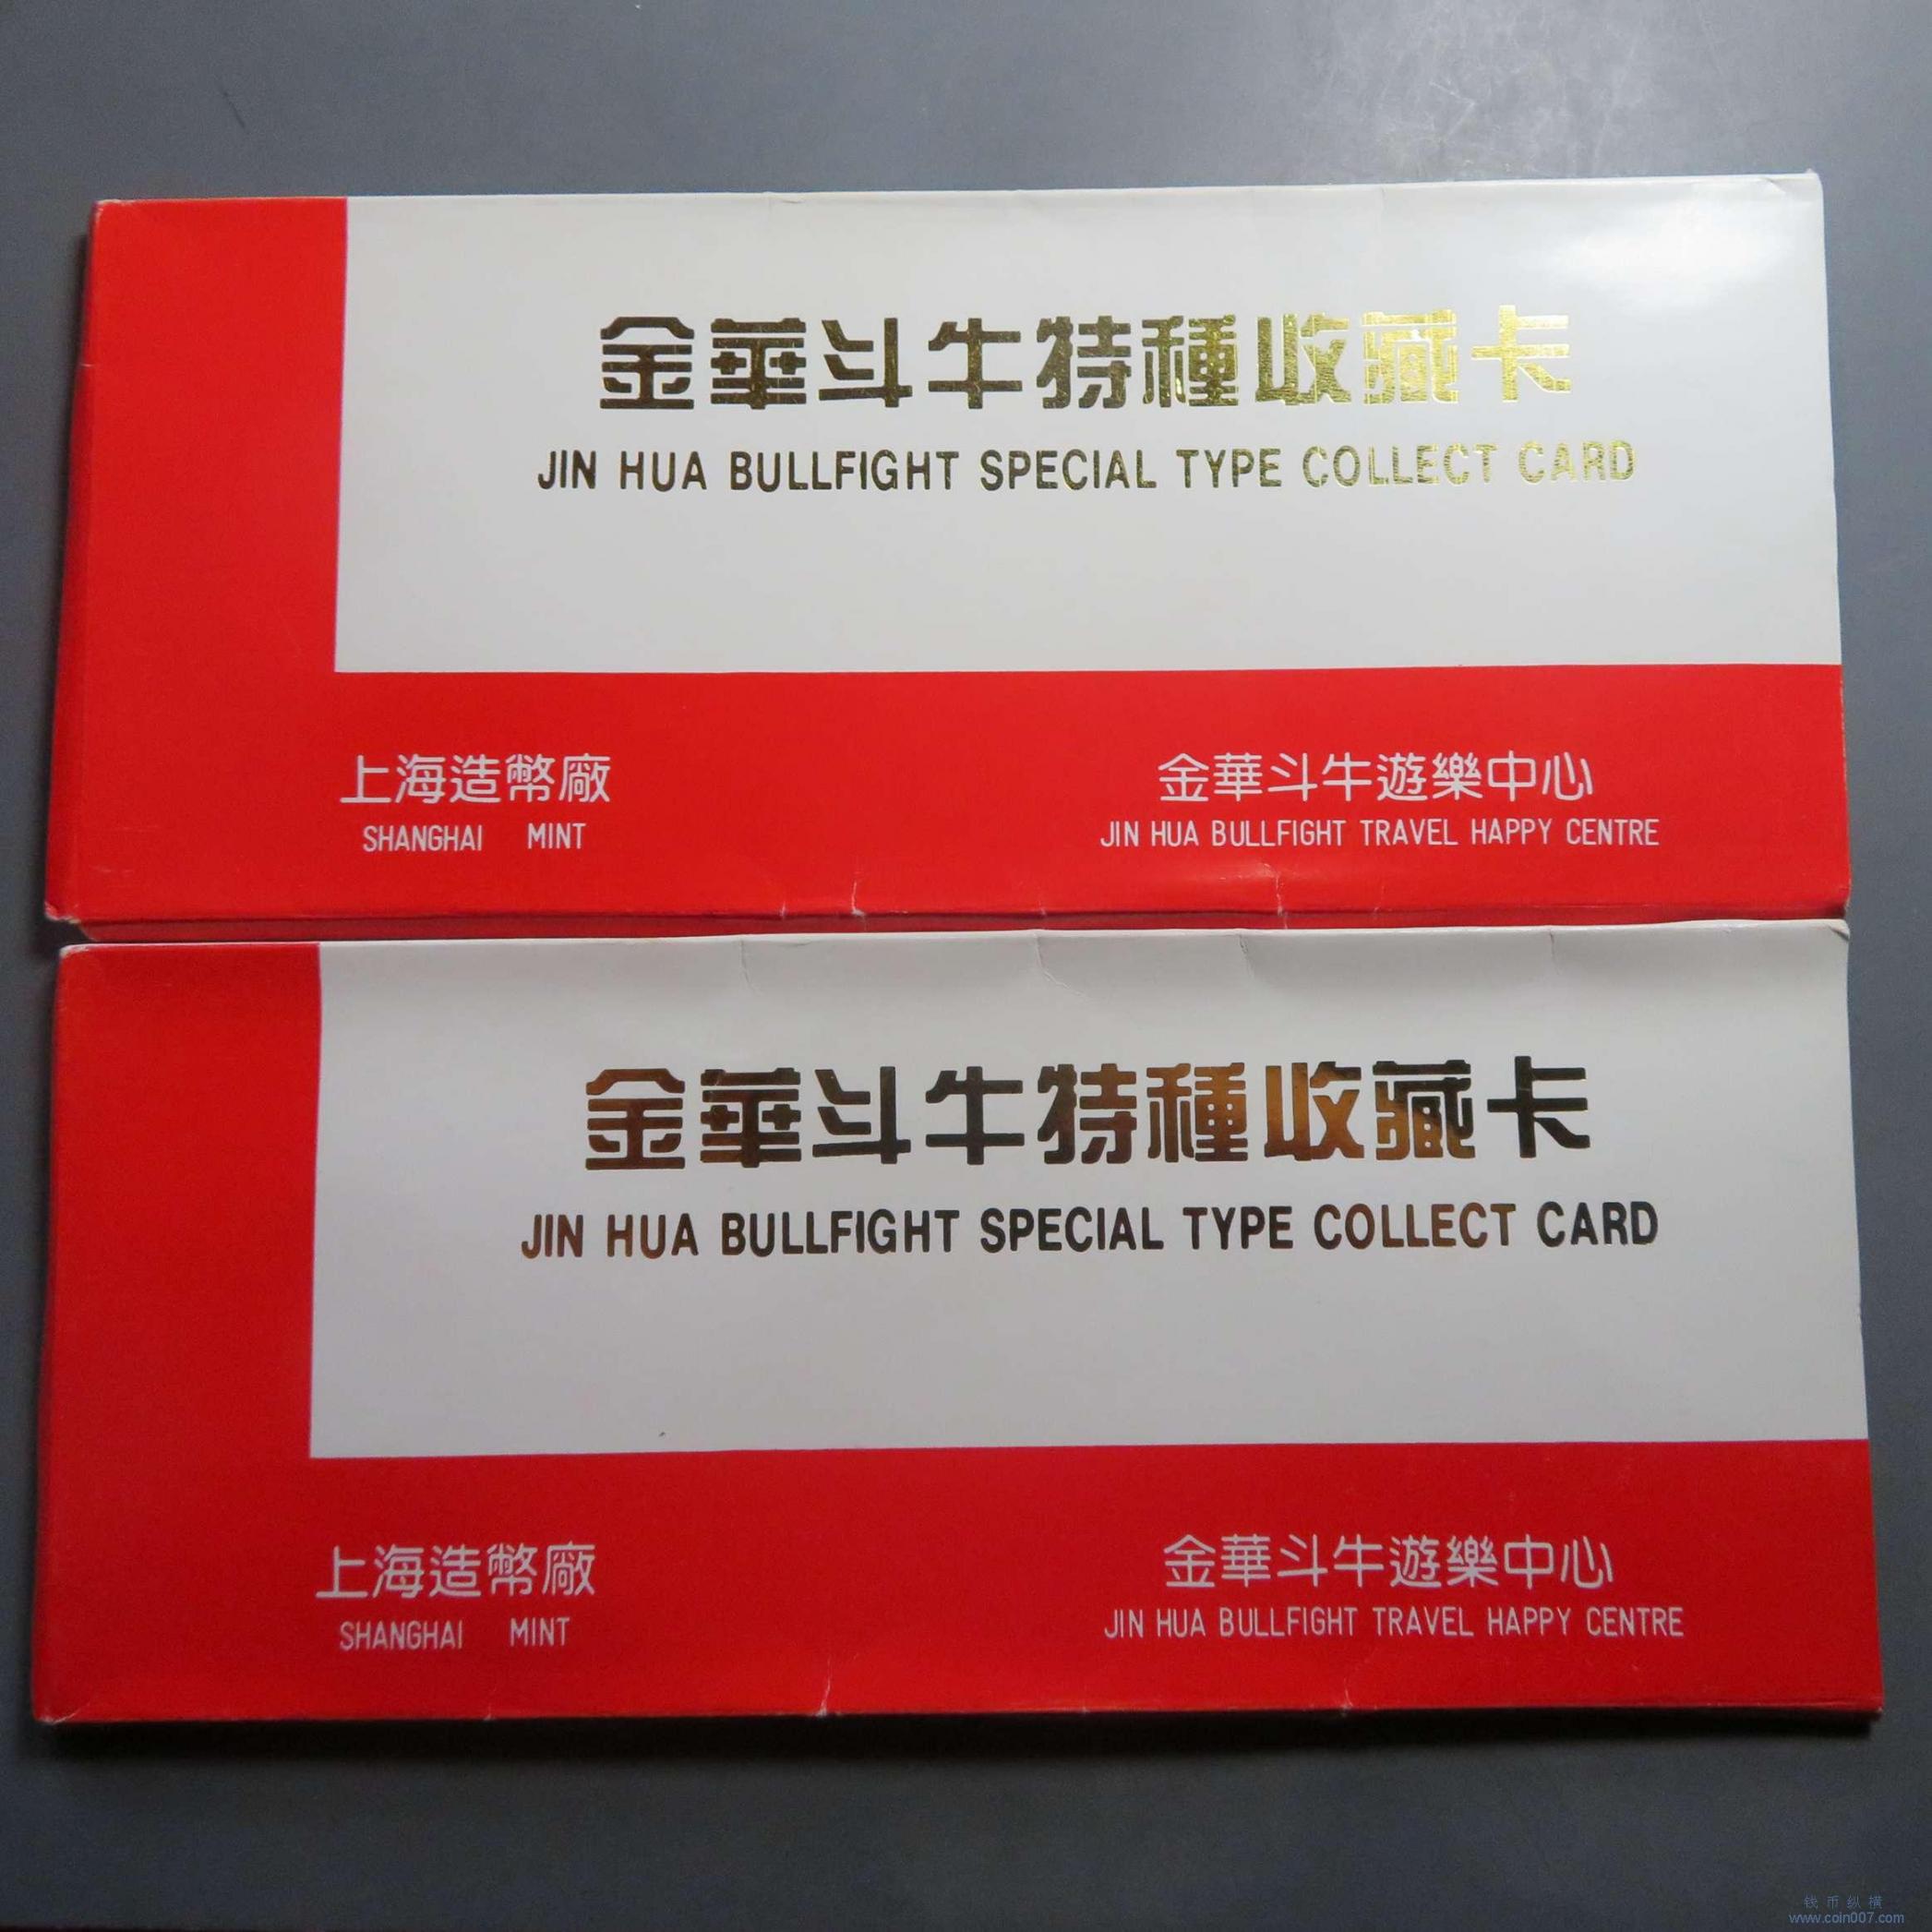 金華斗牛特種收藏卡
JIN HUA BULLFIGHT SPECIAL TYPE COLLECT CARD
上海造幣廠
SHANGHAI MINT
金華斗牛遊樂中心
JIN HUA BULLFIGHT TRAVEL HAPPY CENTRE
金華斗牛特種收藏卡
JIN HUA BULLFIGHT SPECIAL TYPE COLLECT CARD
上海造幣廠
SHANGHAI MINT
金華斗牛遊樂中心
JIN HUA BULLFIGHT TRAVEL HAPPY CENTRE
钱币纵横
www.coin007.com